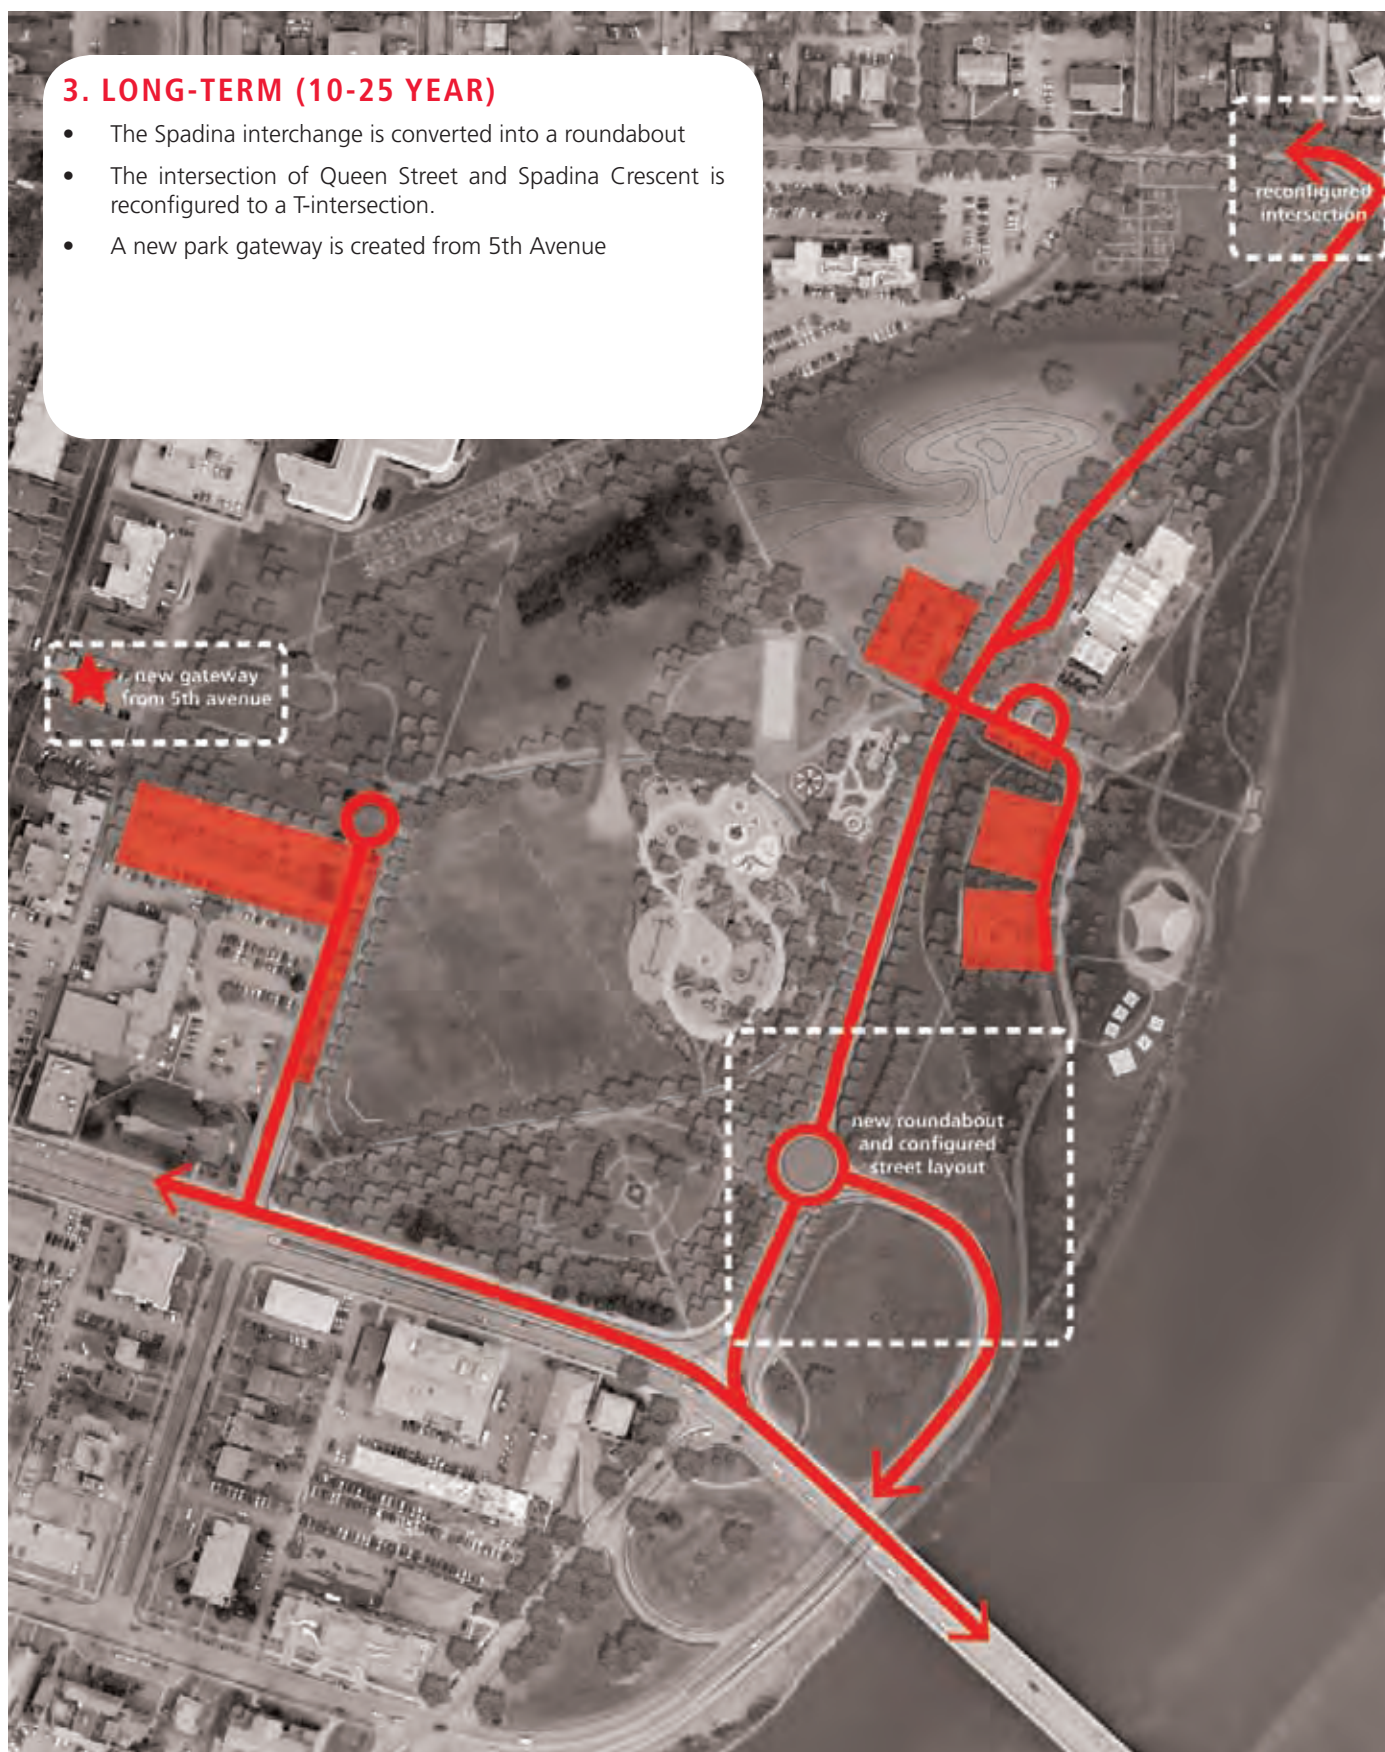 3. LONG-TERM (10-25 YEAR)
• The Spadina interchange is converted into a roundabout
• The intersection of Queen Street and Spadina Crescent is
reconfigured to a T-intersection.
• A new park gateway is created from 5th Avenue
reconfigured
intersection
new gateway
from 5th avenue
new roundabout
and configured
street layout